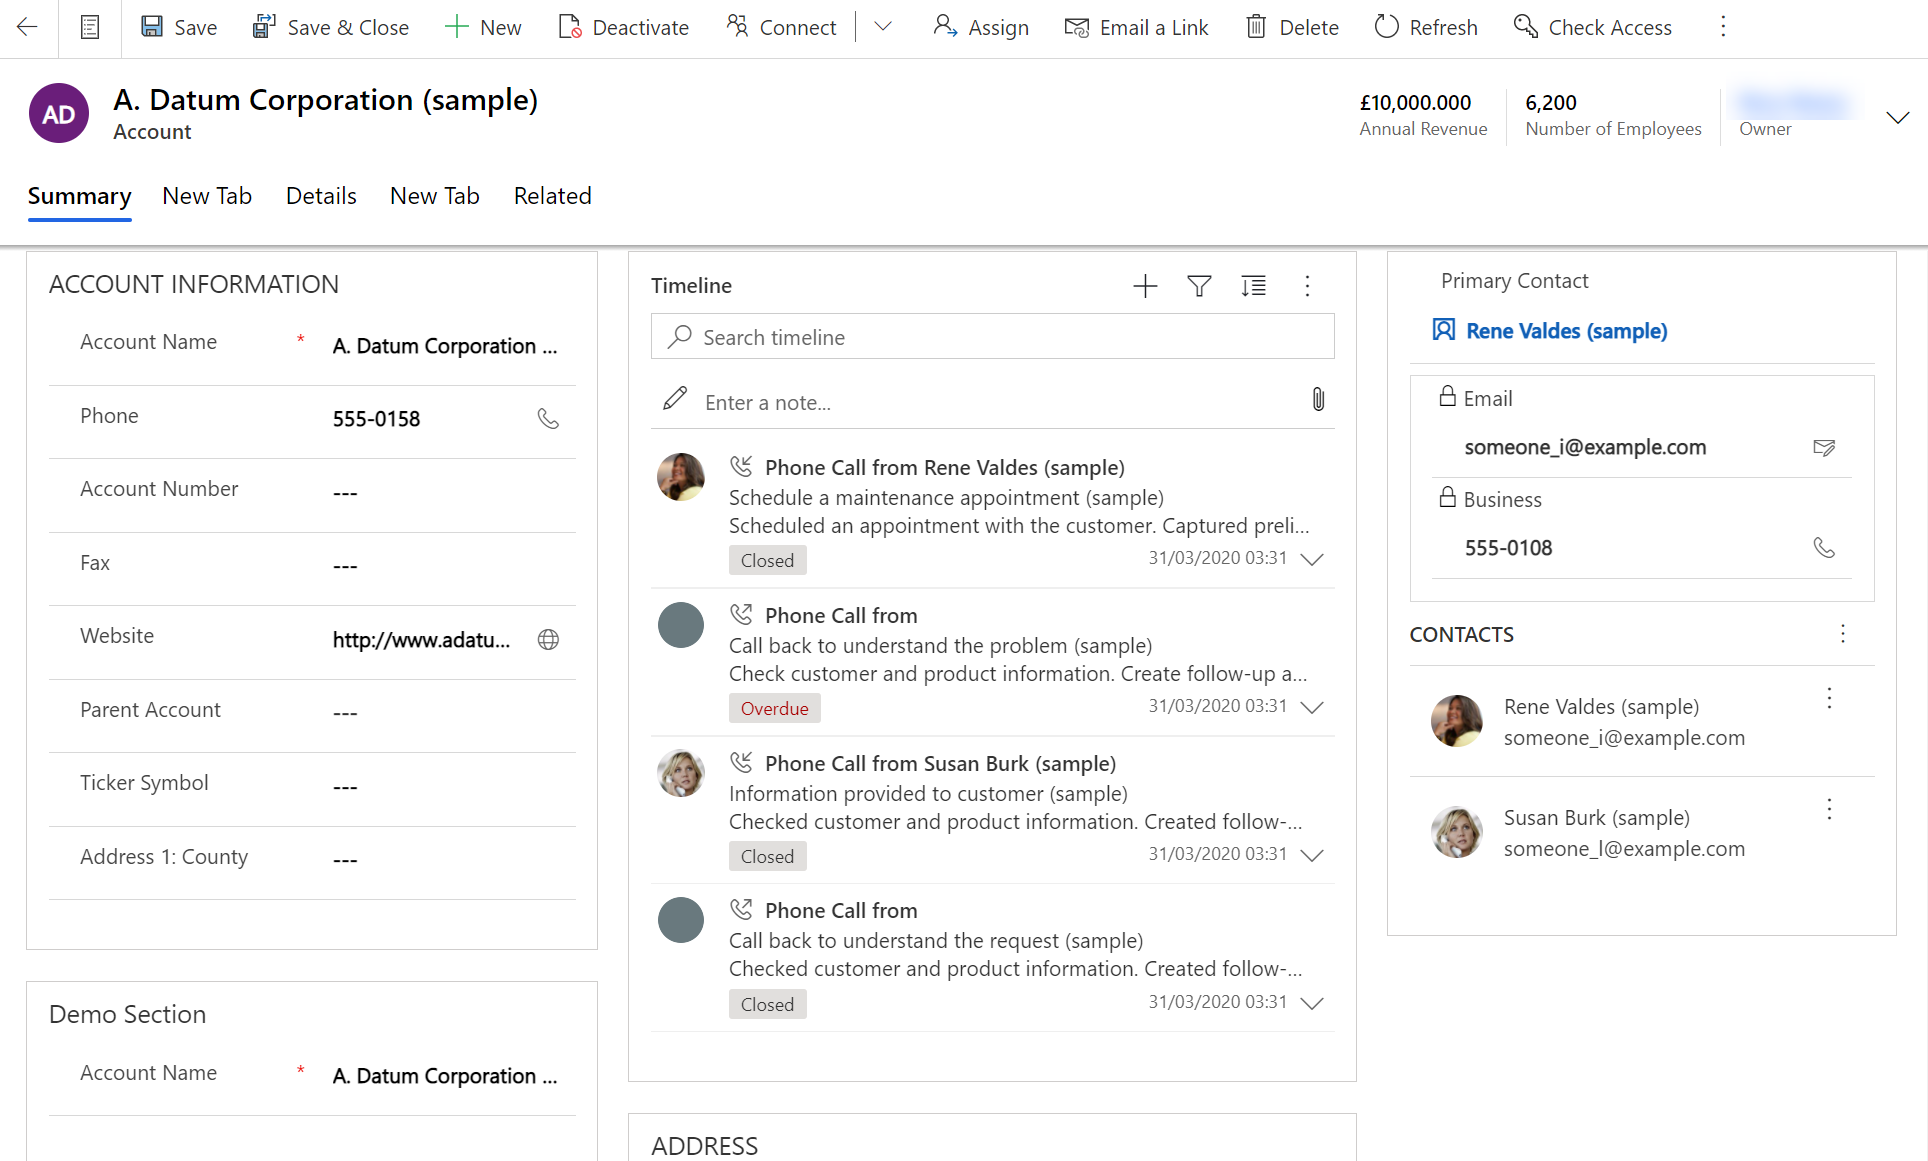 Save
Save & Close
New
Deactivate
Connect
Assign
Email a Link
Delete
Refresh
Check Access
AD
A. Datum Corporation (sample)
Account
£10,000.000
Annual Revenue
6,200
Number of Employees
Owner
Summary
New Tab
Details
New Tab
Related
ACCOUNT INFORMATION
Account Name * A. Datum Corporation ...
Phone 555-0158
Account Number ---
Fax ---
Website http://www.adatu...
Parent Account ---
Ticker Symbol ---
Address 1: County ---
Demo Section
Account Name * A. Datum Corporation ...
Timeline
Search timeline
Enter a note...
Phone Call from Rene Valdes (sample)
Schedule a maintenance appointment (sample)
Scheduled an appointment with the customer. Captured preli...
Closed 31/03/2020 03:31
Phone Call from
Call back to understand the problem (sample)
Check customer and product information. Create follow-up a...
Overdue 31/03/2020 03:31
Phone Call from Susan Burk (sample)
Information provided to customer (sample)
Checked customer and product information. Created follow-...
Closed 31/03/2020 03:31
Phone Call from
Call back to understand the request (sample)
Checked customer and product information. Created follow-...
Closed 31/03/2020 03:31
ADDRESS
Primary Contact
Rene Valdes (sample)
Email
someone_i@example.com
Business
555-0108
CONTACTS
Rene Valdes (sample)
someone_i@example.com
Susan Burk (sample)
someone_l@example.com